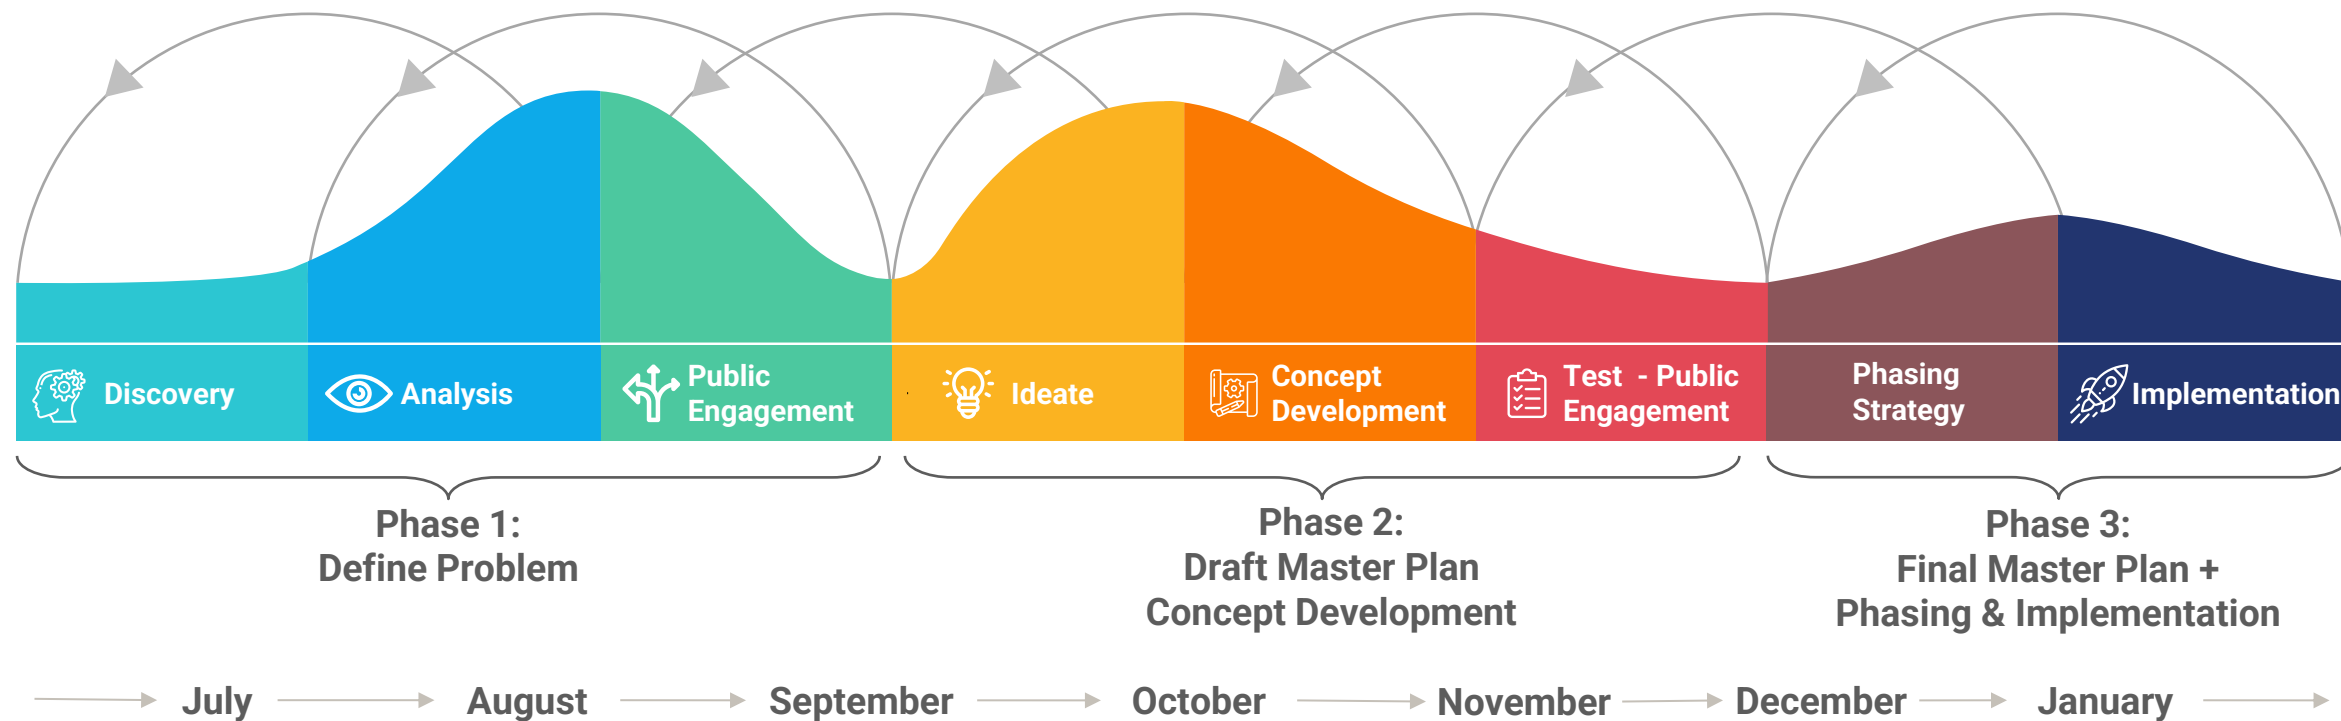 Discovery
Analysis
Public
Engagement
Ideate
Concept
Development
Test - Public
Engagement
Phasing
Strategy
Implementation
Phase 1:
Define Problem
Phase 2:
Draft Master Plan
Concept Development
Phase 3:
Final Master Plan +
Phasing & Implementation
July August September October November December January